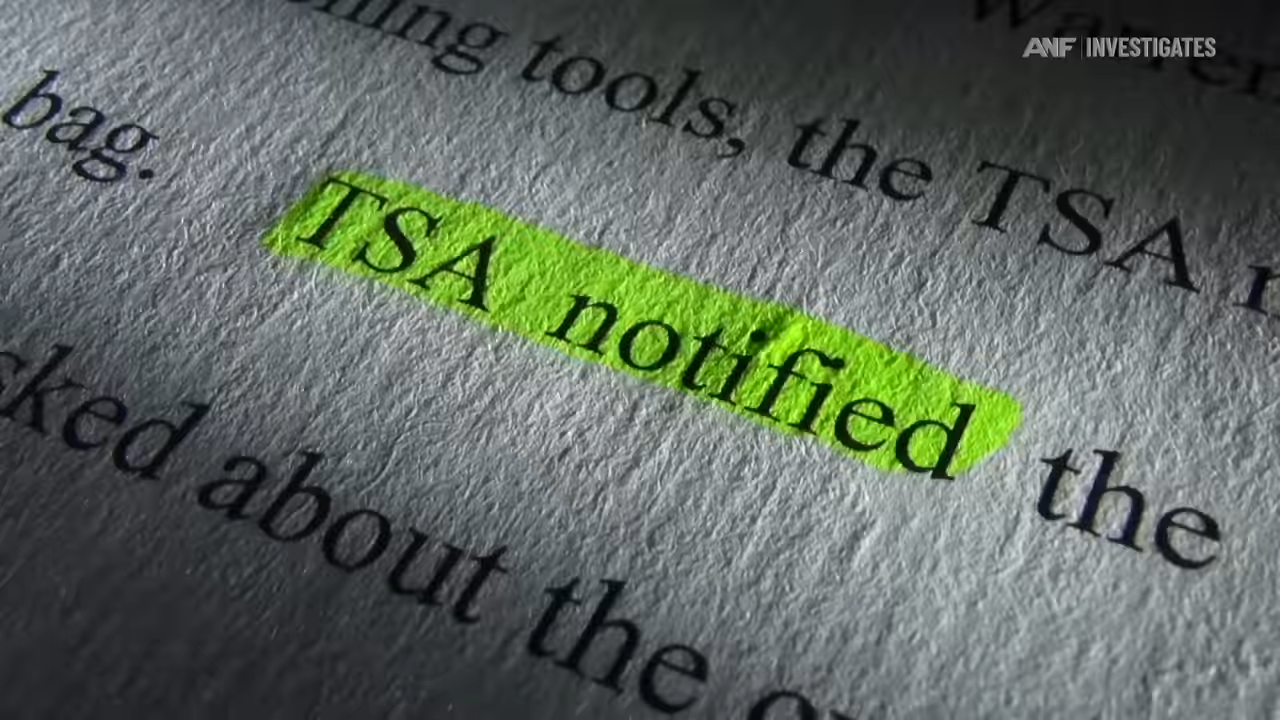 ANF INVESTIGATES
tools, the TSA
bag. TSA notified the
about the